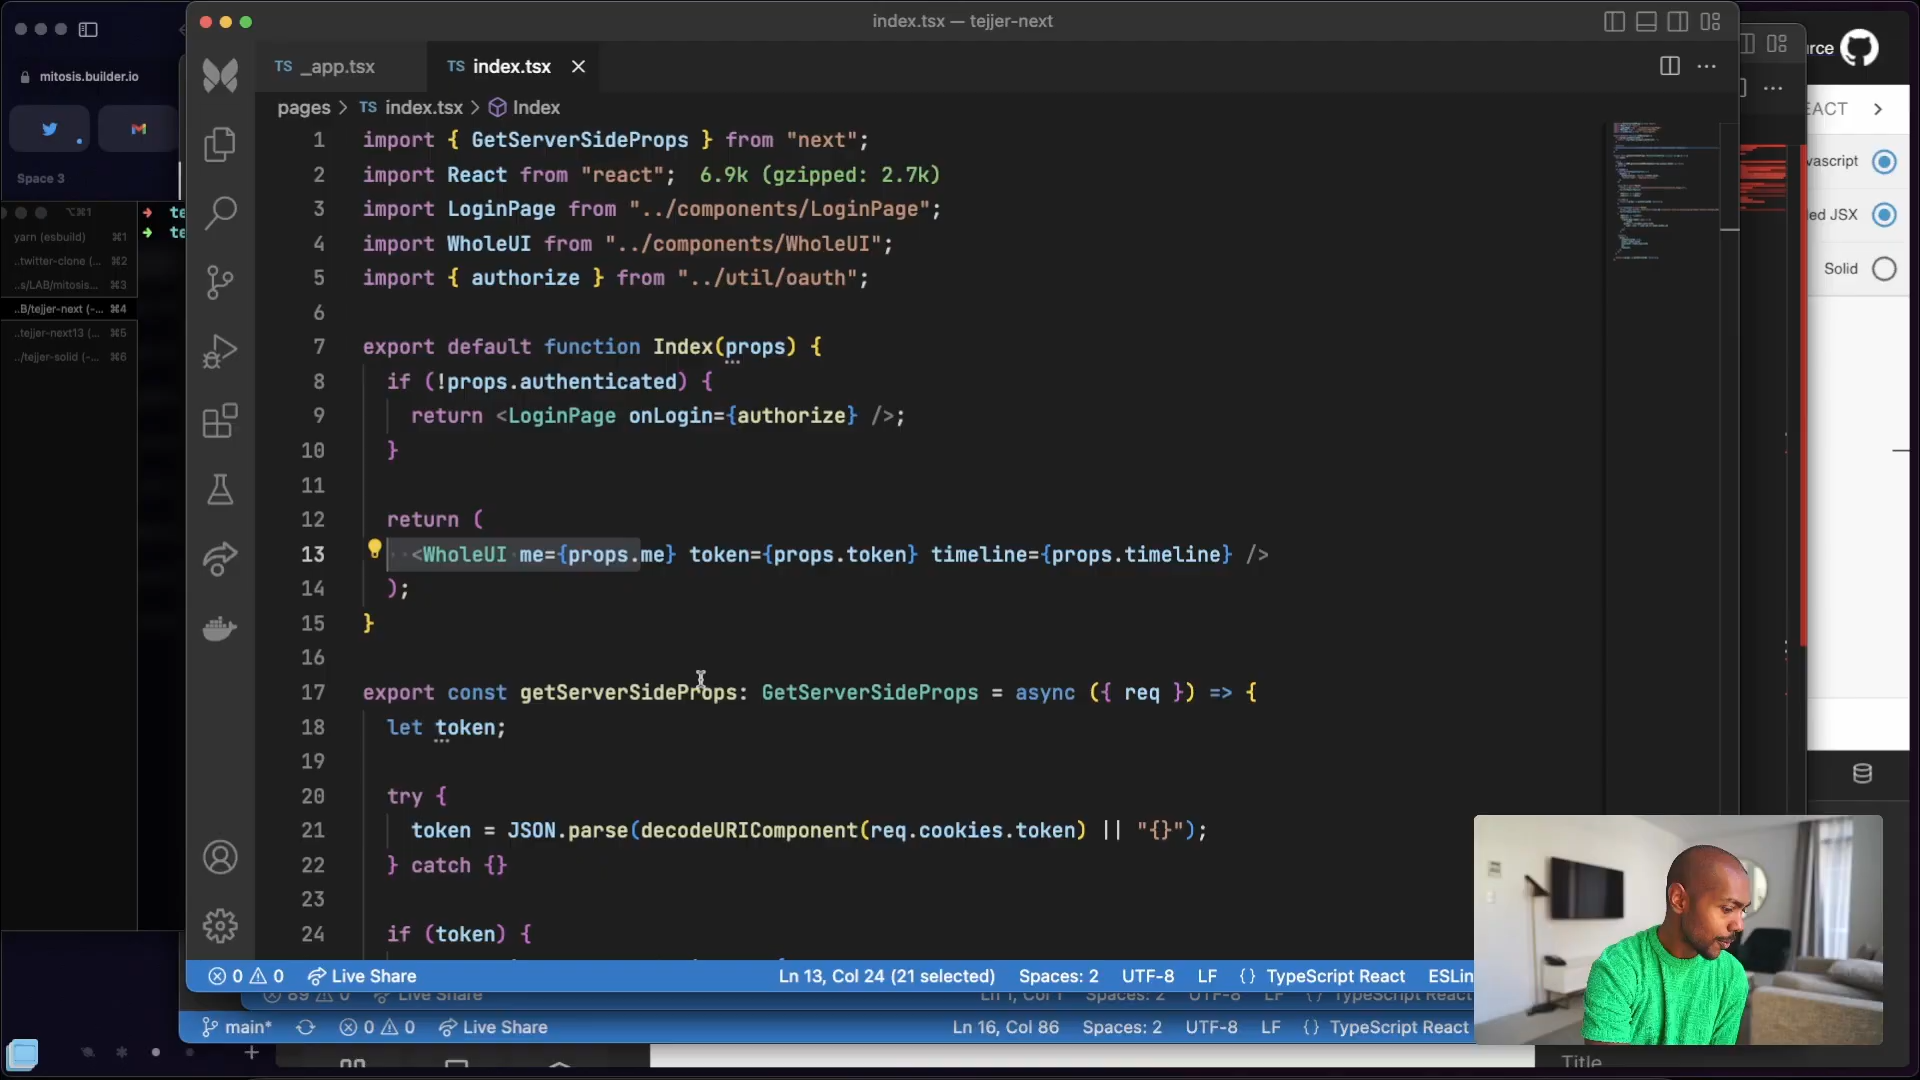 index.tsx — tejjer-next
mitosis.builder.io
Space 3
⌥⌘1
yarn (esbuild) ⌘1
..twitter-clone (... ⌘2
..s/LAB/mitosis... ⌘3
..B/tejjer-next (-... ⌘4
..tejjer-next13 (... ⌘5
../tejjer-solid (-... ⌘6
te
te
TS _app.tsx
TS index.tsx
pages > TS index.tsx > Index
1 import { GetServerSideProps } from "next";
2 import React from "react"; 6.9k (gzipped: 2.7k)
3 import LoginPage from "../components/LoginPage";
4 import WholeUI from "../components/WholeUI";
5 import { authorize } from "../util/oauth";
6
7 export default function Index(props) {
8 if (!props.authenticated) {
9 return <LoginPage onLogin={authorize} />;
10 }
11
12 return (
13 <WholeUI me={props.me} token={props.token} timeline={props.timeline} />
14 );
15 }
16
17 export const getServerSideProps: GetServerSideProps = async ({ req }) => {
18 let token;
19
20 try {
21 token = JSON.parse(decodeURIComponent(req.cookies.token) || "{}");
22 } catch {}
23
24 if (token) {
0 0 Live Share Ln 13, Col 24 (21 selected) Spaces: 2 UTF-8 LF {} TypeScript React ESLin
89 0 Live Share Ln 1, Col 1 Spaces: 2 UTF-8 LF {} TypeScript React
main* 0 0 Live Share Ln 16, Col 86 Spaces: 2 UTF-8 LF {} TypeScript React
rce
EACT
vascript
ed JSX
Solid
Title